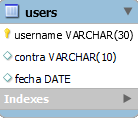 users
username VARCHAR(30)
contra VARCHAR(10)
fecha DATE
Indexes